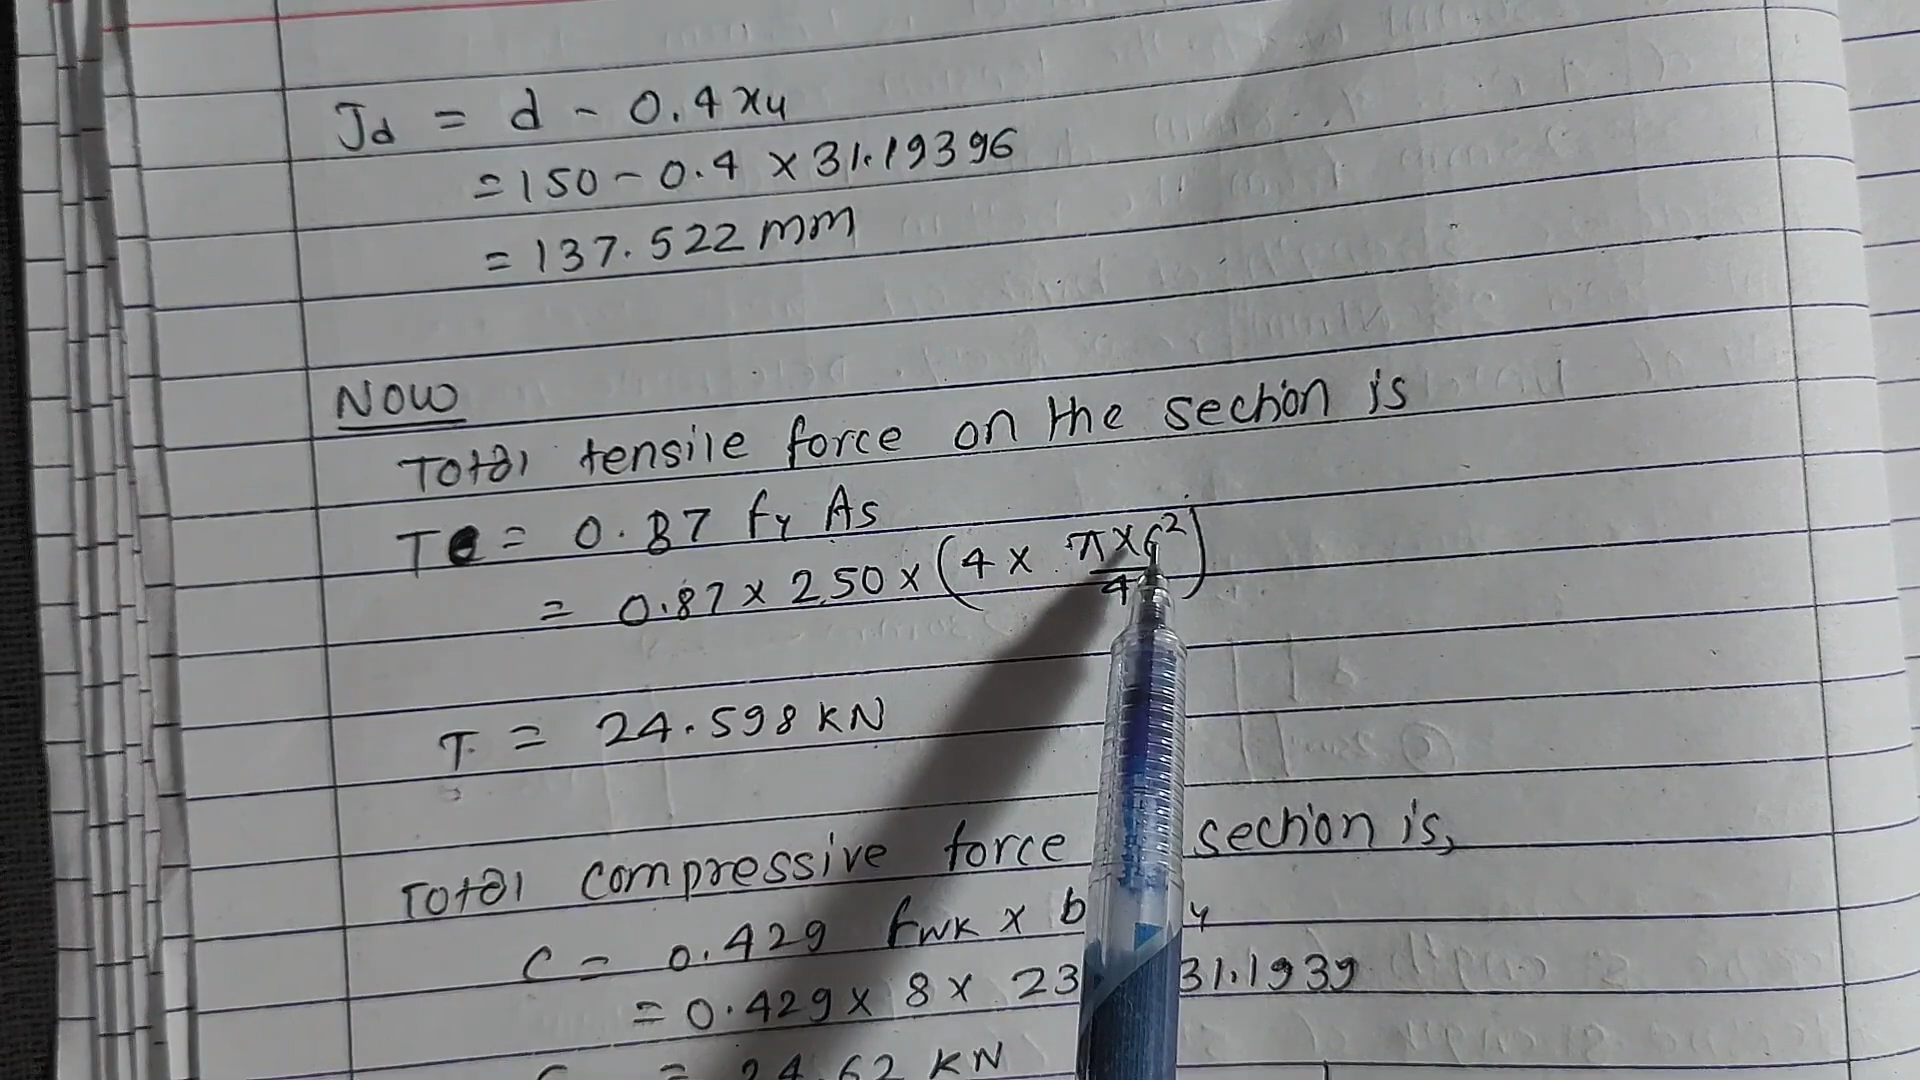 Jd = d - 0.4 xu
= 150 - 0.4 × 31.19396
= 137.522 mm
NOW
Total tensile force on the section is
T = 0.87 fy As
= 0.87 × 250 × (4 × π×6²/4)
T = 24.598 KN
Total compressive force section is,
C = 0.429 fwk × b
= 0.429 × 8 × 23 31.1939
= 24.62 KN